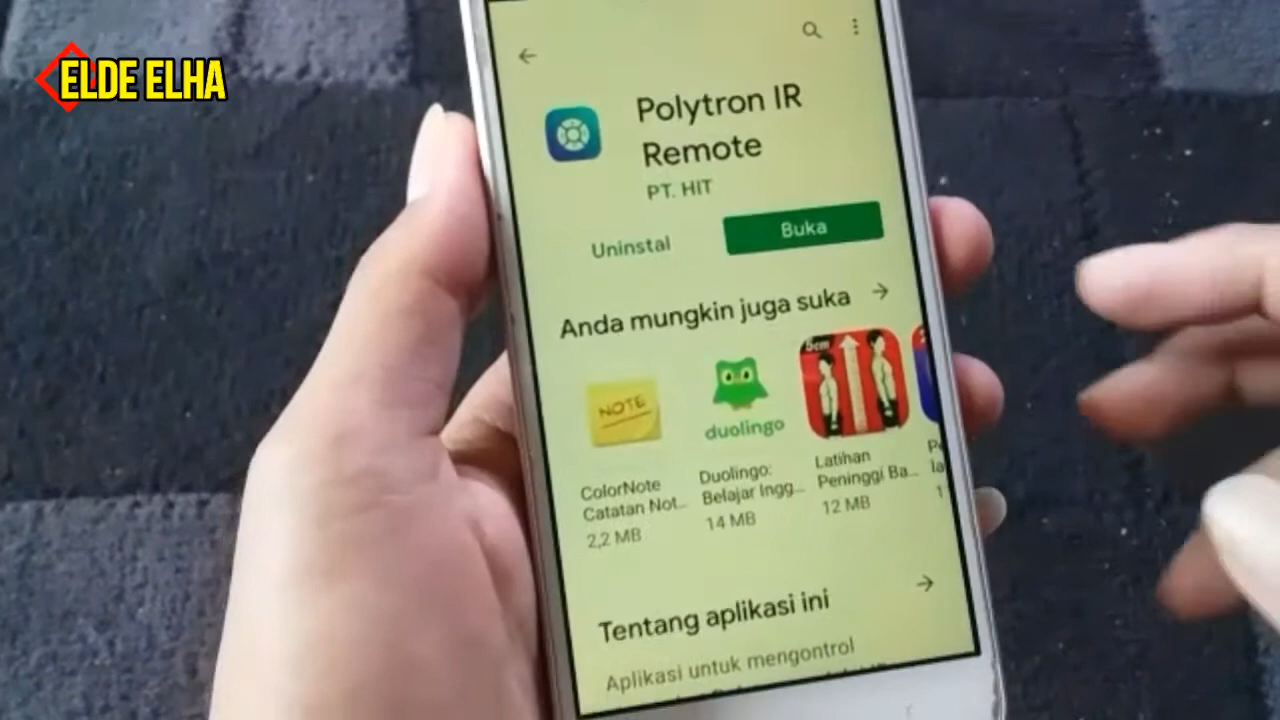 ELDE ELHA
Polytron IR
Remote
PT. HIT
Uninstal
Buka
Anda mungkin juga suka
5cm
NOTE
duolingo
ColorNote
Catatan Not...
2,2 MB
Duolingo:
Belajar Ingg...
14 MB
Latihan
Peninggi Ba...
12 MB
Tentang aplikasi ini
Aplikasi untuk mengontrol